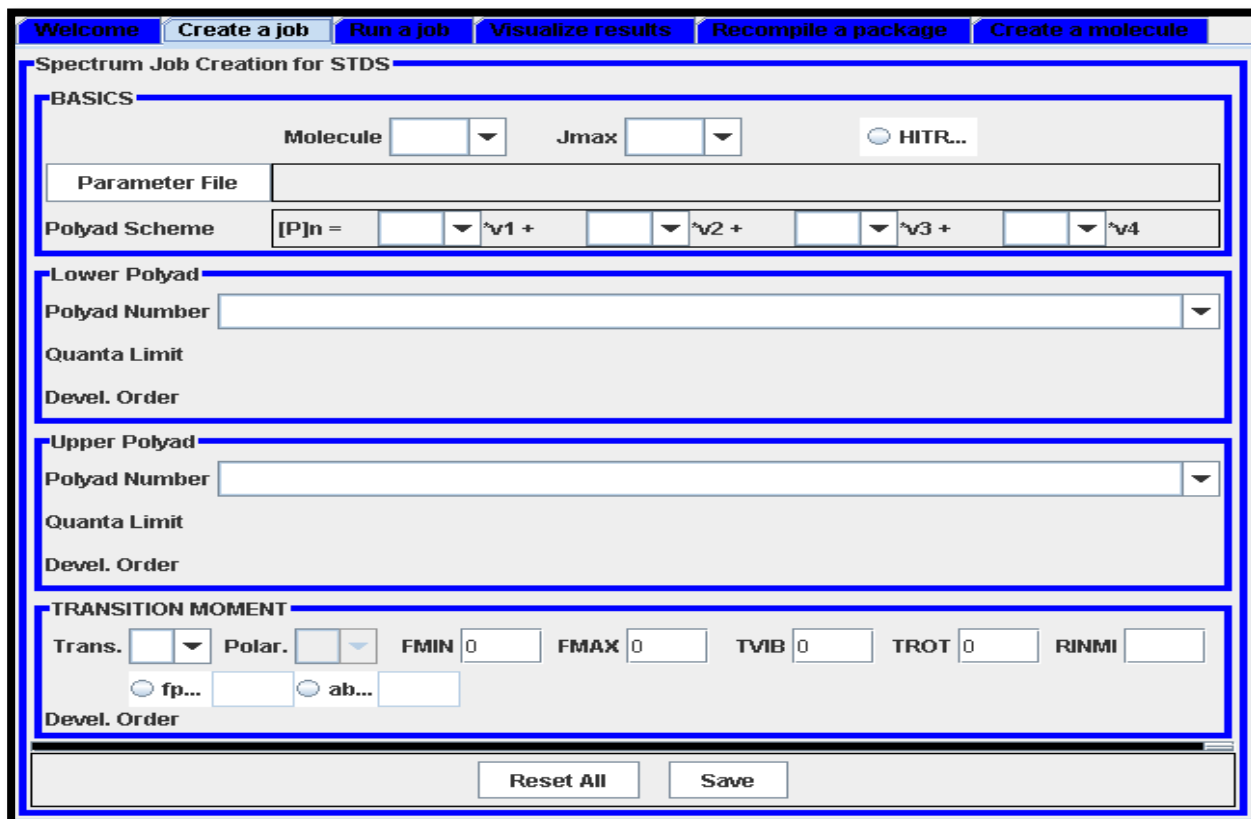 Welcome Create a job Run a job Visualize results Recompile a package Create a molecule
Spectrum Job Creation for STDS
BASICS
Molecule Jmax HITR...
Parameter File
Polyad Scheme [P]n = *v1 + *v2 + *v3 + *v4
Lower Polyad
Polyad Number
Quanta Limit
Devel. Order
Upper Polyad
Polyad Number
Quanta Limit
Devel. Order
TRANSITION MOMENT
Trans. Polar. FMIN 0 FMAX 0 TVIB 0 TROT 0 RINMI
fp... ab...
Devel. Order
Reset All Save